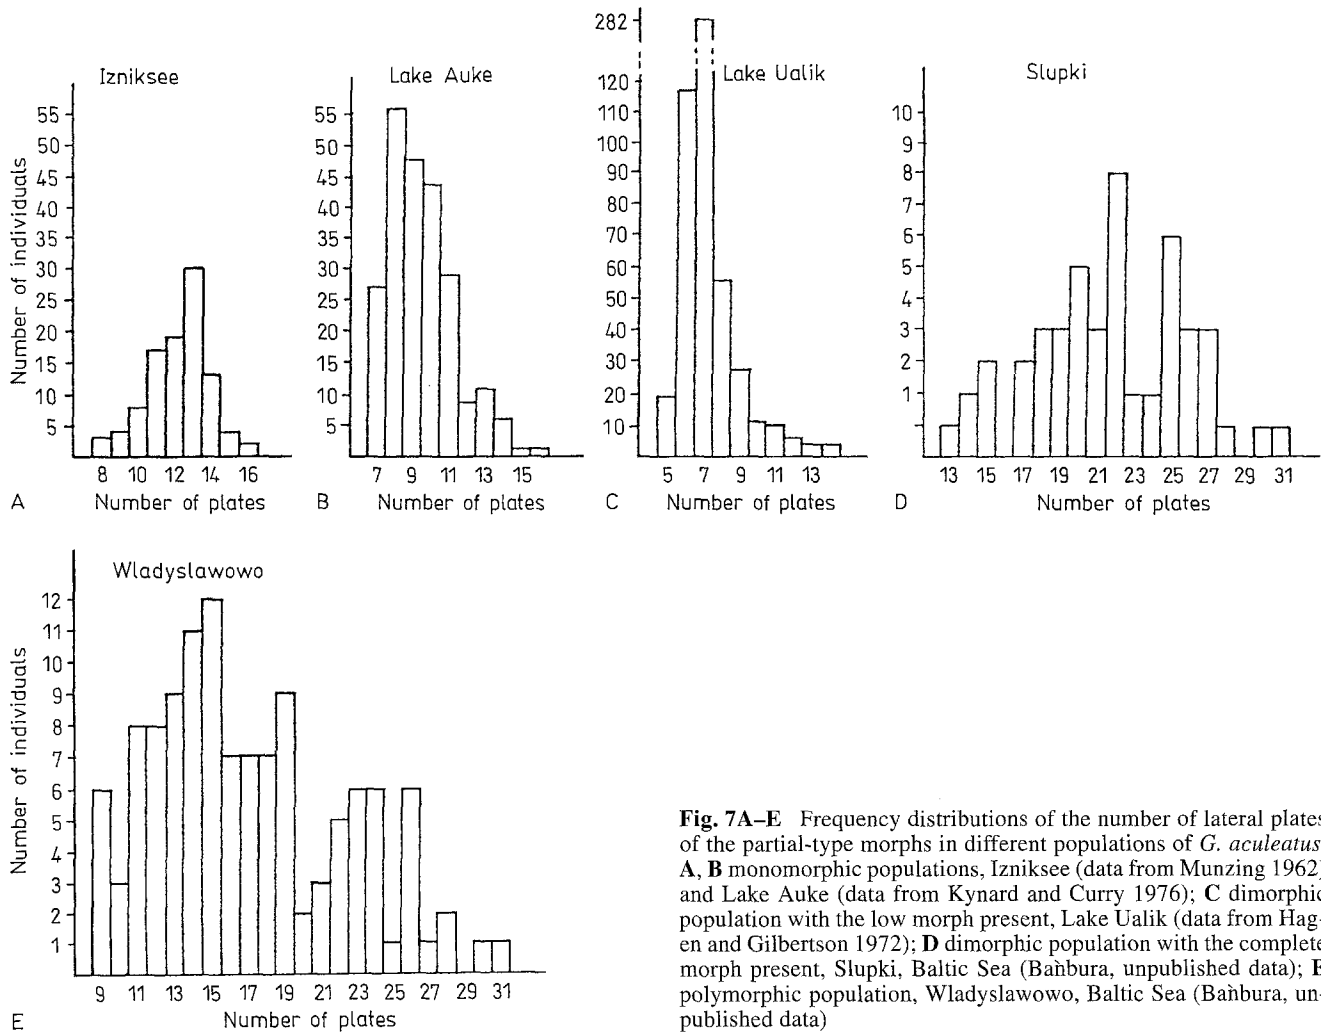 Izniksee
Number of individuals
55
50
45
40
35
30
25
20
15
10
5
8 10 12 14 16
A Number of plates
Lake Auke
55
50
45
40
35
30
25
20
15
10
5
7 9 11 13 15
B Number of plates
282
Lake Ualik
120
110
100
90
80
70
60
50
40
30
20
10
5 7 9 11 13
C Number of plates
Slupki
10
9
8
7
6
5
4
3
2
1
13 15 17 19 21 23 25 27 29 31
D Number of plates
Wladyslawowo
Number of individuals
12
11
10
9
8
7
6
5
4
3
2
1
9 11 13 15 17 19 21 23 25 27 29 31
E Number of plates
Fig. 7A–E Frequency distributions of the number of lateral plates
of the partial-type morphs in different populations of G. aculeatus
A, B monomorphic populations, Izniksee (data from Munzing 1962)
and Lake Auke (data from Kynard and Curry 1976); C dimorphic
population with the low morph present, Lake Ualik (data from Hag-
en and Gilbertson 1972); D dimorphic population with the complete
morph present, Slupki, Baltic Sea (Bańbura, unpublished data); E
polymorphic population, Wladyslawowo, Baltic Sea (Bańbura, un-
published data)